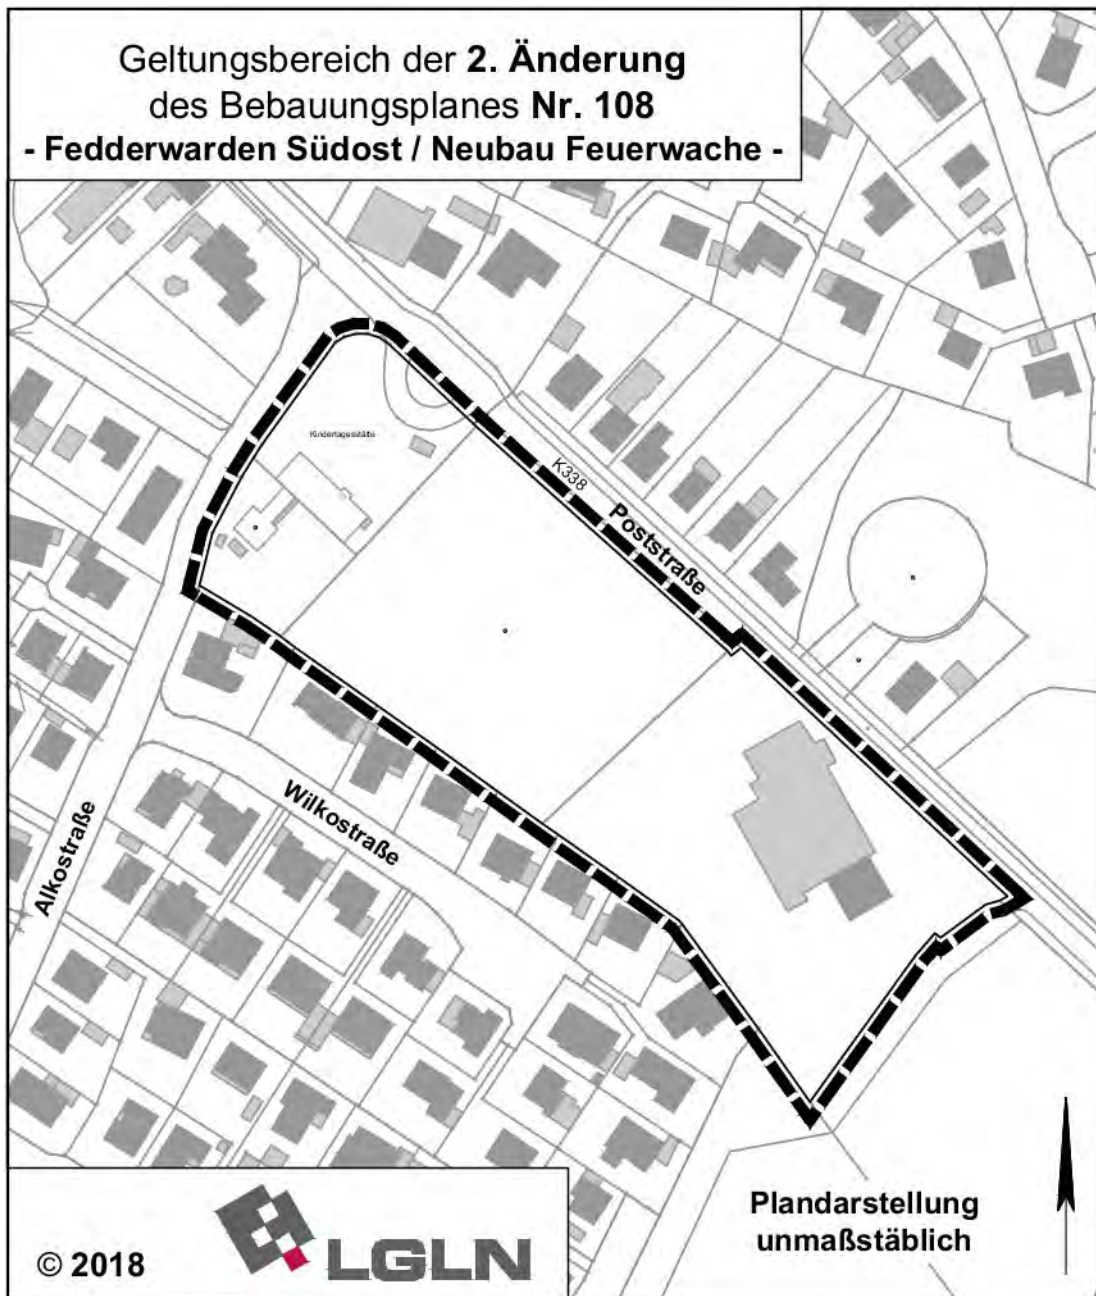 Geltungsbereich der 2. Änderung
des Bebauungsplanes Nr. 108
- Fedderwarden Südost / Neubau Feuerwache -
Kindertagesstätte
K338
Poststraße
Wilkostraße
Alkostraße
Plandarstellung
unmaßstäblich
© 2018
LGLN